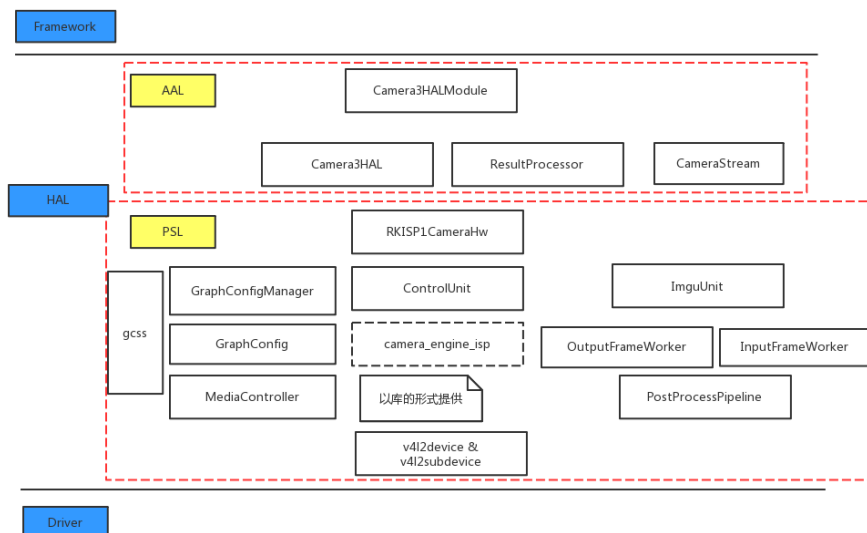 Framework
AAL
Camera3HALModule
Camera3HAL
ResultProcessor
CameraStream
HAL
PSL
RKISP1CameraHw
gcss
GraphConfigManager
ControlUnit
ImguUnit
GraphConfig
camera_engine_isp
OutputFrameWorker
InputFrameWorker
MediaController
以库的形式提供
PostProcessPipeline
v4l2device &
v4l2subdevice
Driver